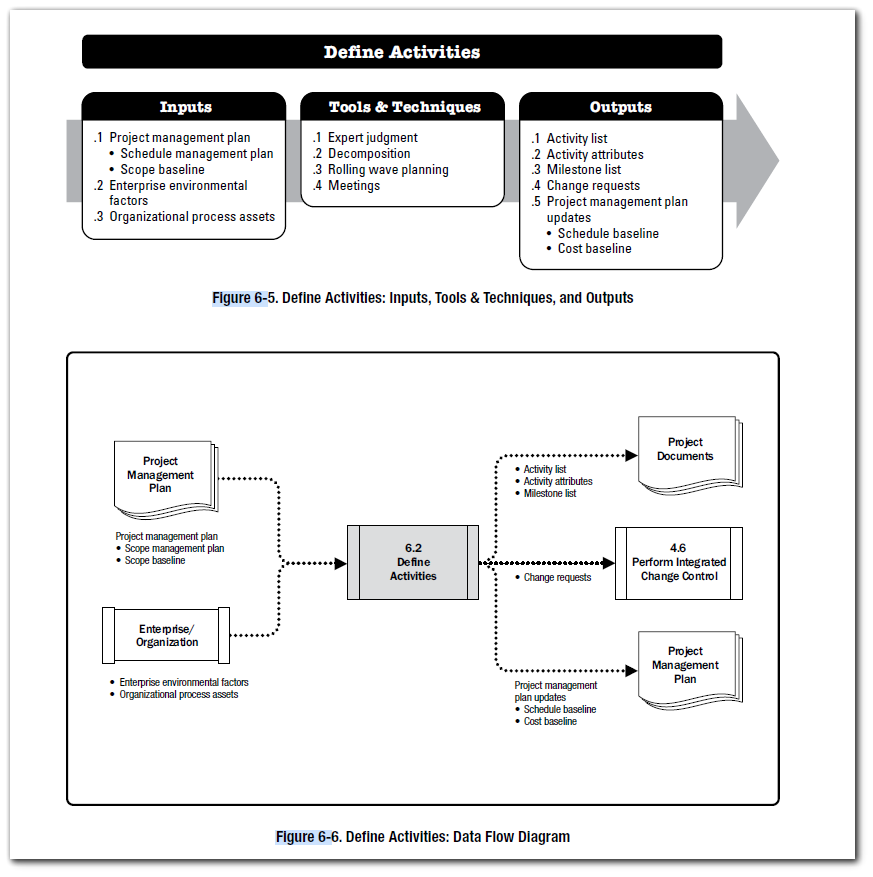 Define Activities
Inputs
.1 Project management plan
• Schedule management plan
• Scope baseline
.2 Enterprise environmental
factors
.3 Organizational process assets
Tools & Techniques
.1 Expert judgment
.2 Decomposition
.3 Rolling wave planning
.4 Meetings
Outputs
.1 Activity list
.2 Activity attributes
.3 Milestone list
.4 Change requests
.5 Project management plan
updates
• Schedule baseline
• Cost baseline
Figure 6-5. Define Activities: Inputs, Tools & Techniques, and Outputs
Project
Management
Plan
Project management plan
• Scope management plan
• Scope baseline
Enterprise/
Organization
• Enterprise environmental factors
• Organizational process assets
6.2
Define
Activities
• Activity list
• Activity attributes
• Milestone list
Project
Documents
• Change requests
4.6
Perform Integrated
Change Control
Project management
plan updates
• Schedule baseline
• Cost baseline
Project
Management
Plan
Figure 6-6. Define Activities: Data Flow Diagram